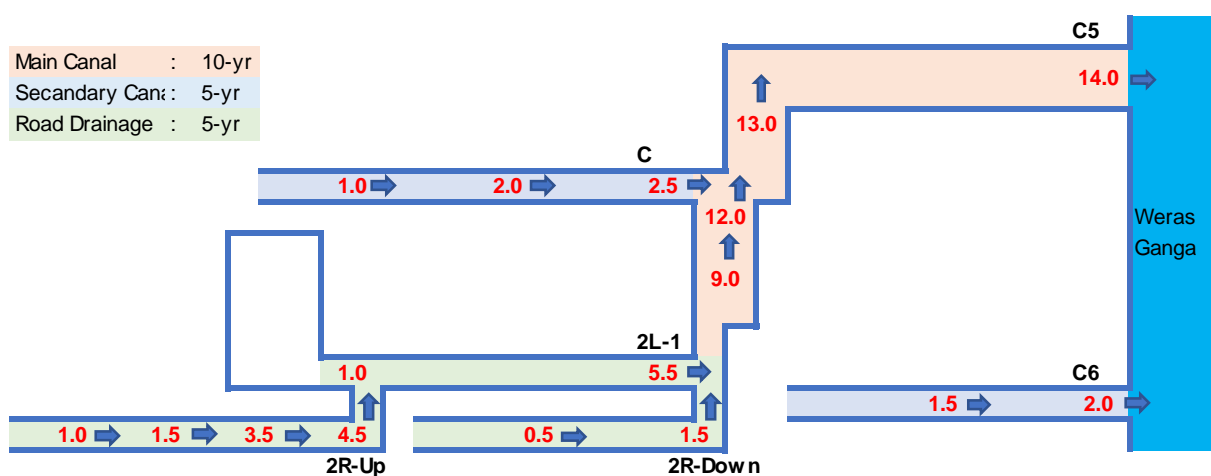 C5
Main Canal : 10-yr
Secandary Cana: 5-yr
Road Drainage : 5-yr
14.0
13.0
C
1.0 2.0 2.5
12.0
Weras
Ganga
9.0
2L-1
1.0 5.5
C6
1.5 2.0
1.0 1.5 3.5 4.5 0.5 1.5
2R-Up 2R-Down